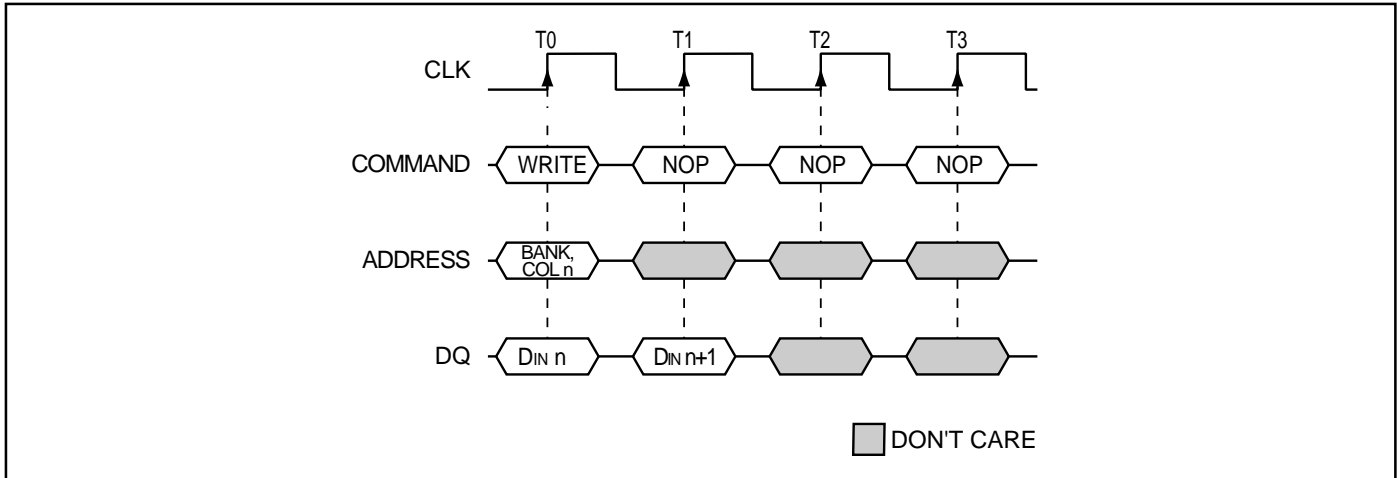 T0 T1 T2 T3
CLK
COMMAND WRITE NOP NOP NOP
ADDRESS BANK,
COL n
DQ DIN n DIN n+1
DON'T CARE